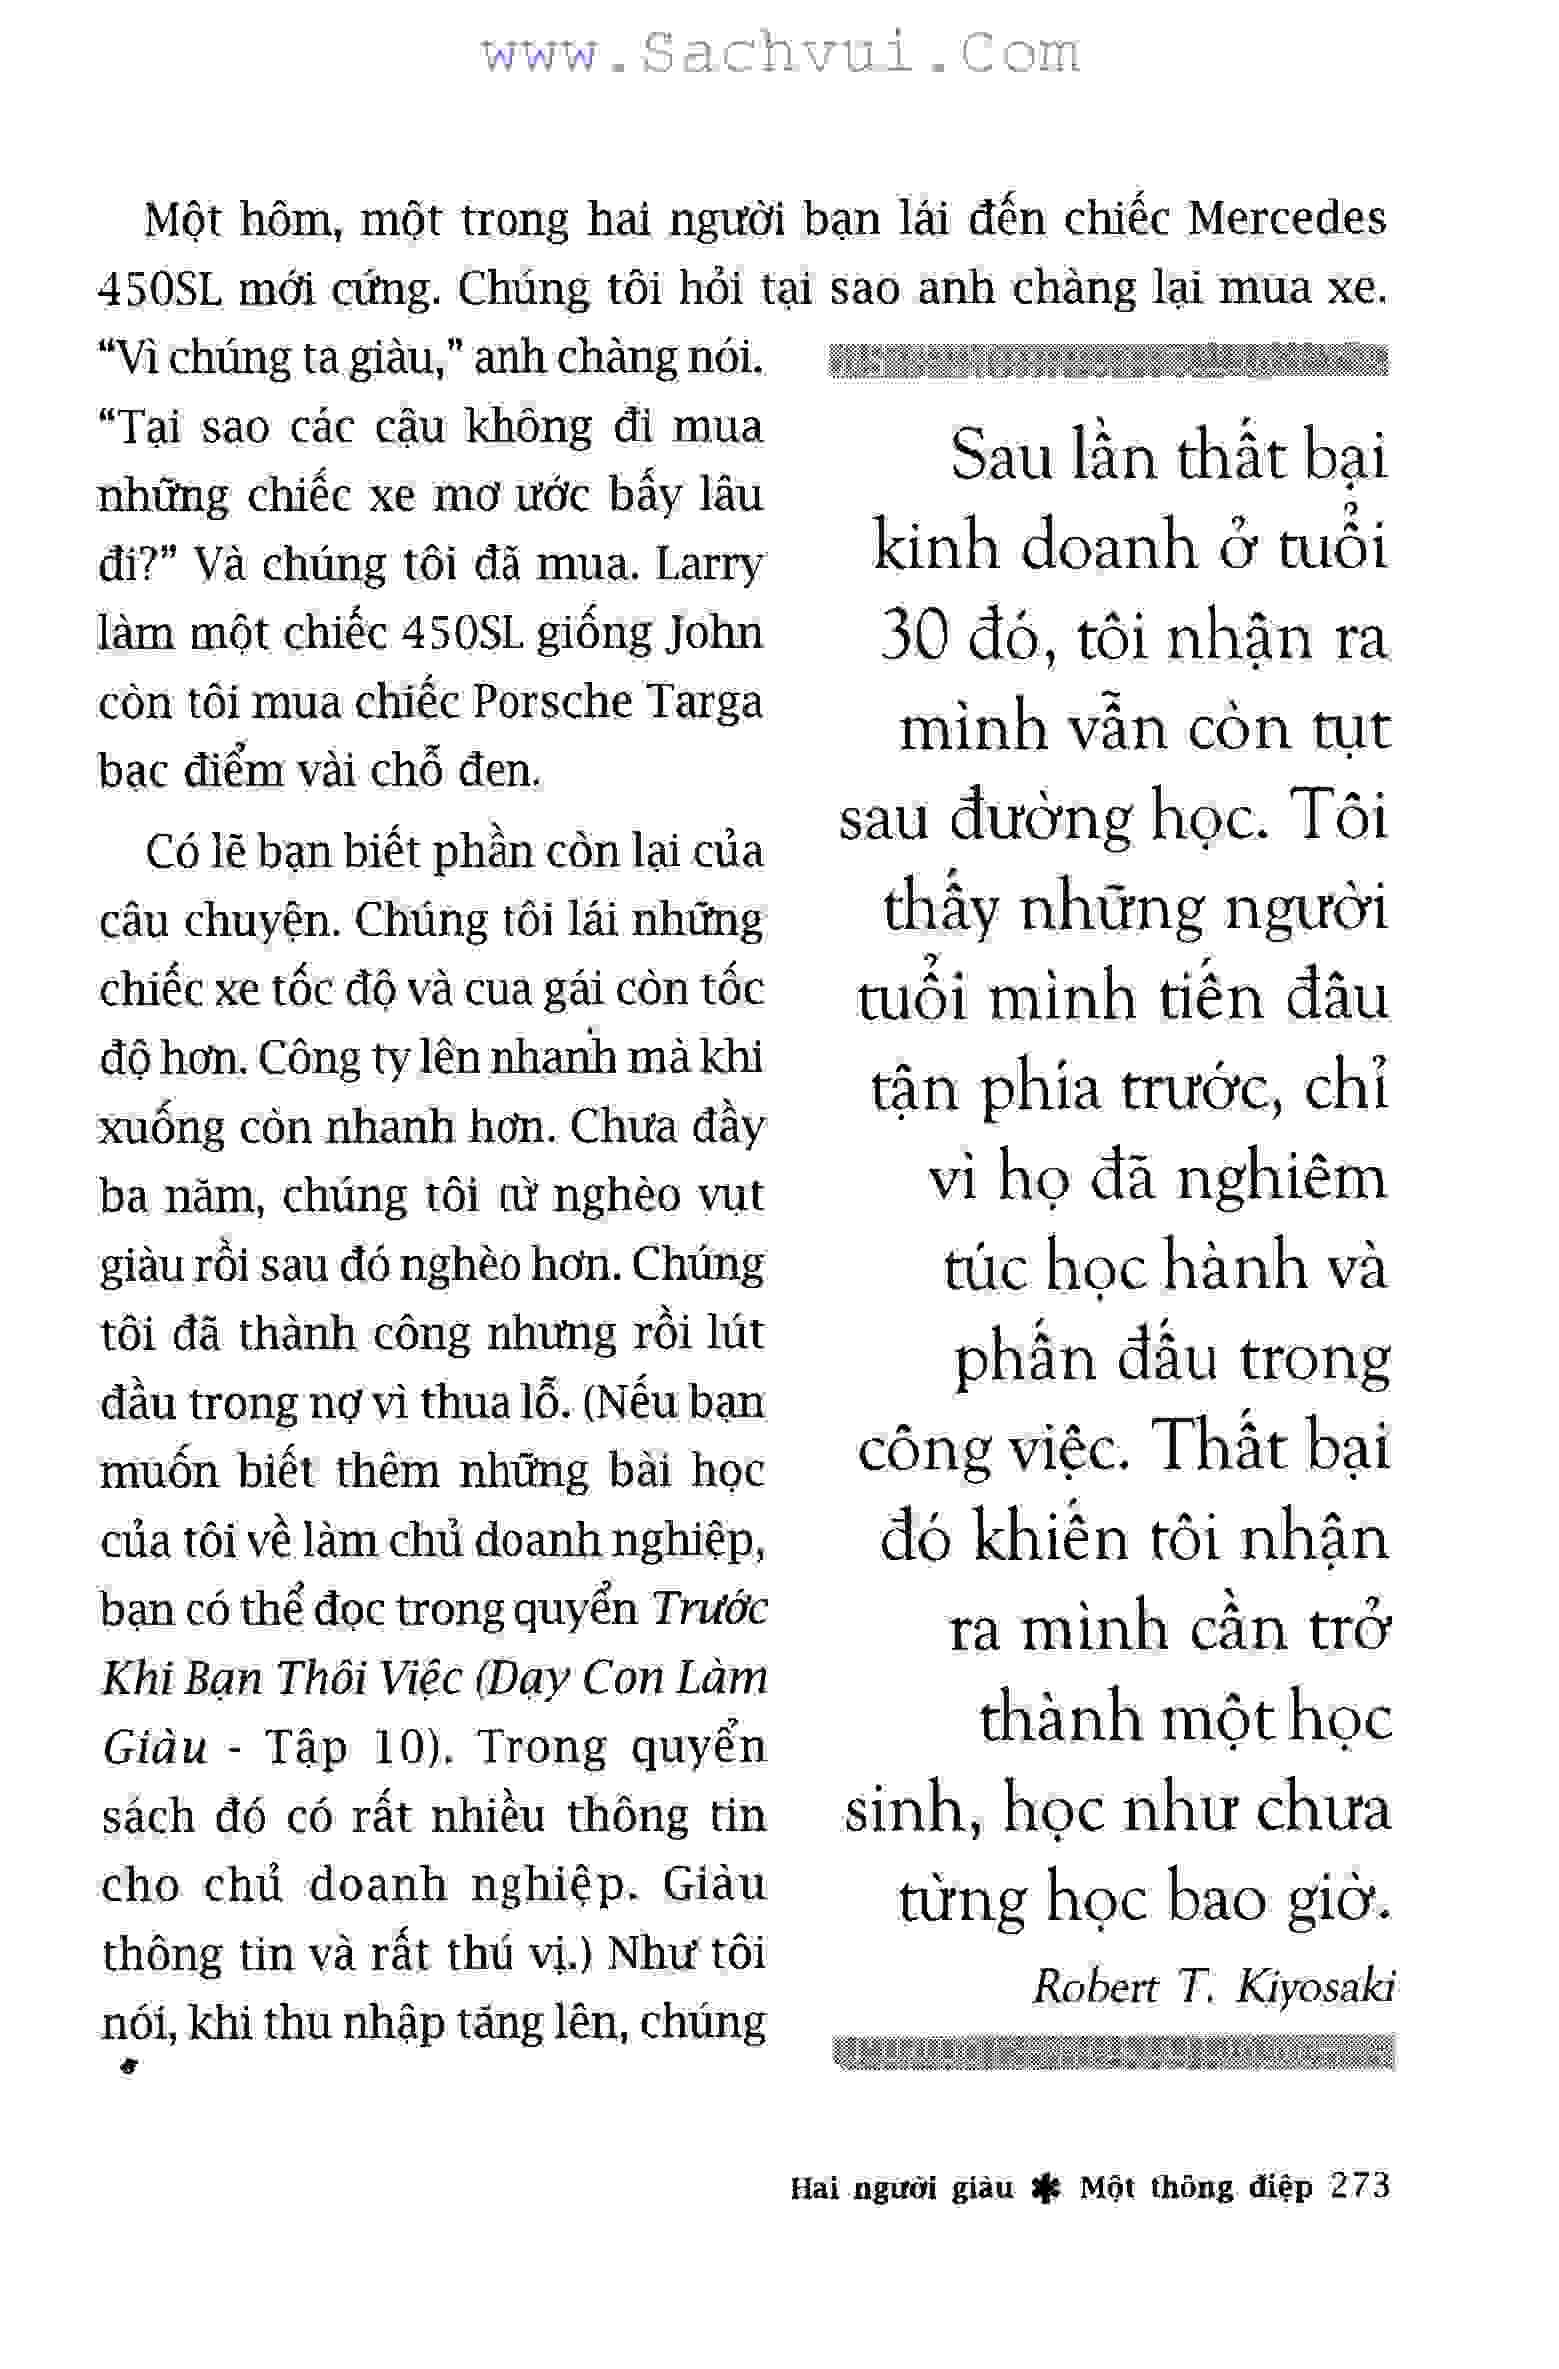 www.Sachvui.Com
Một hôm, một trong hai người bạn lái đến chiếc Mercedes
450SL mới cứng. Chúng tôi hỏi tại sao anh chàng lại mua xe.
“Vì chúng ta giàu,” anh chàng nói.
“Tại sao các cậu không đi mua
những chiếc xe mơ ước bấy lâu
đi?” Và chúng tôi đã mua. Larry
làm một chiếc 450SL giống John
còn tôi mua chiếc Porsche Targa
bạc điểm vài chỗ đen.
Có lẽ bạn biết phần còn lại của
câu chuyện. Chúng tôi lái những
chiếc xe tốc độ và cua gái còn tốc
độ hơn. Công ty lên nhanh mà khi
xuống còn nhanh hơn. Chưa đầy
ba năm, chúng tôi từ nghèo vụt
giàu rồi sau đó nghèo hơn. Chúng
tôi đã thành công nhưng rồi lút
đầu trong nợ vì thua lỗ. (Nếu bạn
muốn biết thêm những bài học
của tôi về làm chủ doanh nghiệp,
bạn có thể đọc trong quyển Trước
Khi Bạn Thôi Việc (Dạy Con Làm
Giàu - Tập 10). Trong quyển
sách đó có rất nhiều thông tin
cho chủ doanh nghiệp. Giàu
thông tin và rất thú vị.) Như tôi
nói, khi thu nhập tăng lên, chúng
Sau lần thất bại
kinh doanh ở tuổi
30 đó, tôi nhận ra
mình vẫn còn tụt
sau đường học. Tôi
thấy những người
tuổi mình tiến đâu
tận phía trước, chỉ
vì họ đã nghiêm
túc học hành và
phấn đấu trong
công việc. Thất bại
đó khiến tôi nhận
ra mình cần trở
thành một học
sinh, học như chưa
từng học bao giờ.
Robert T. Kiyosaki
Hai người giàu ✱ Một thông điệp 273